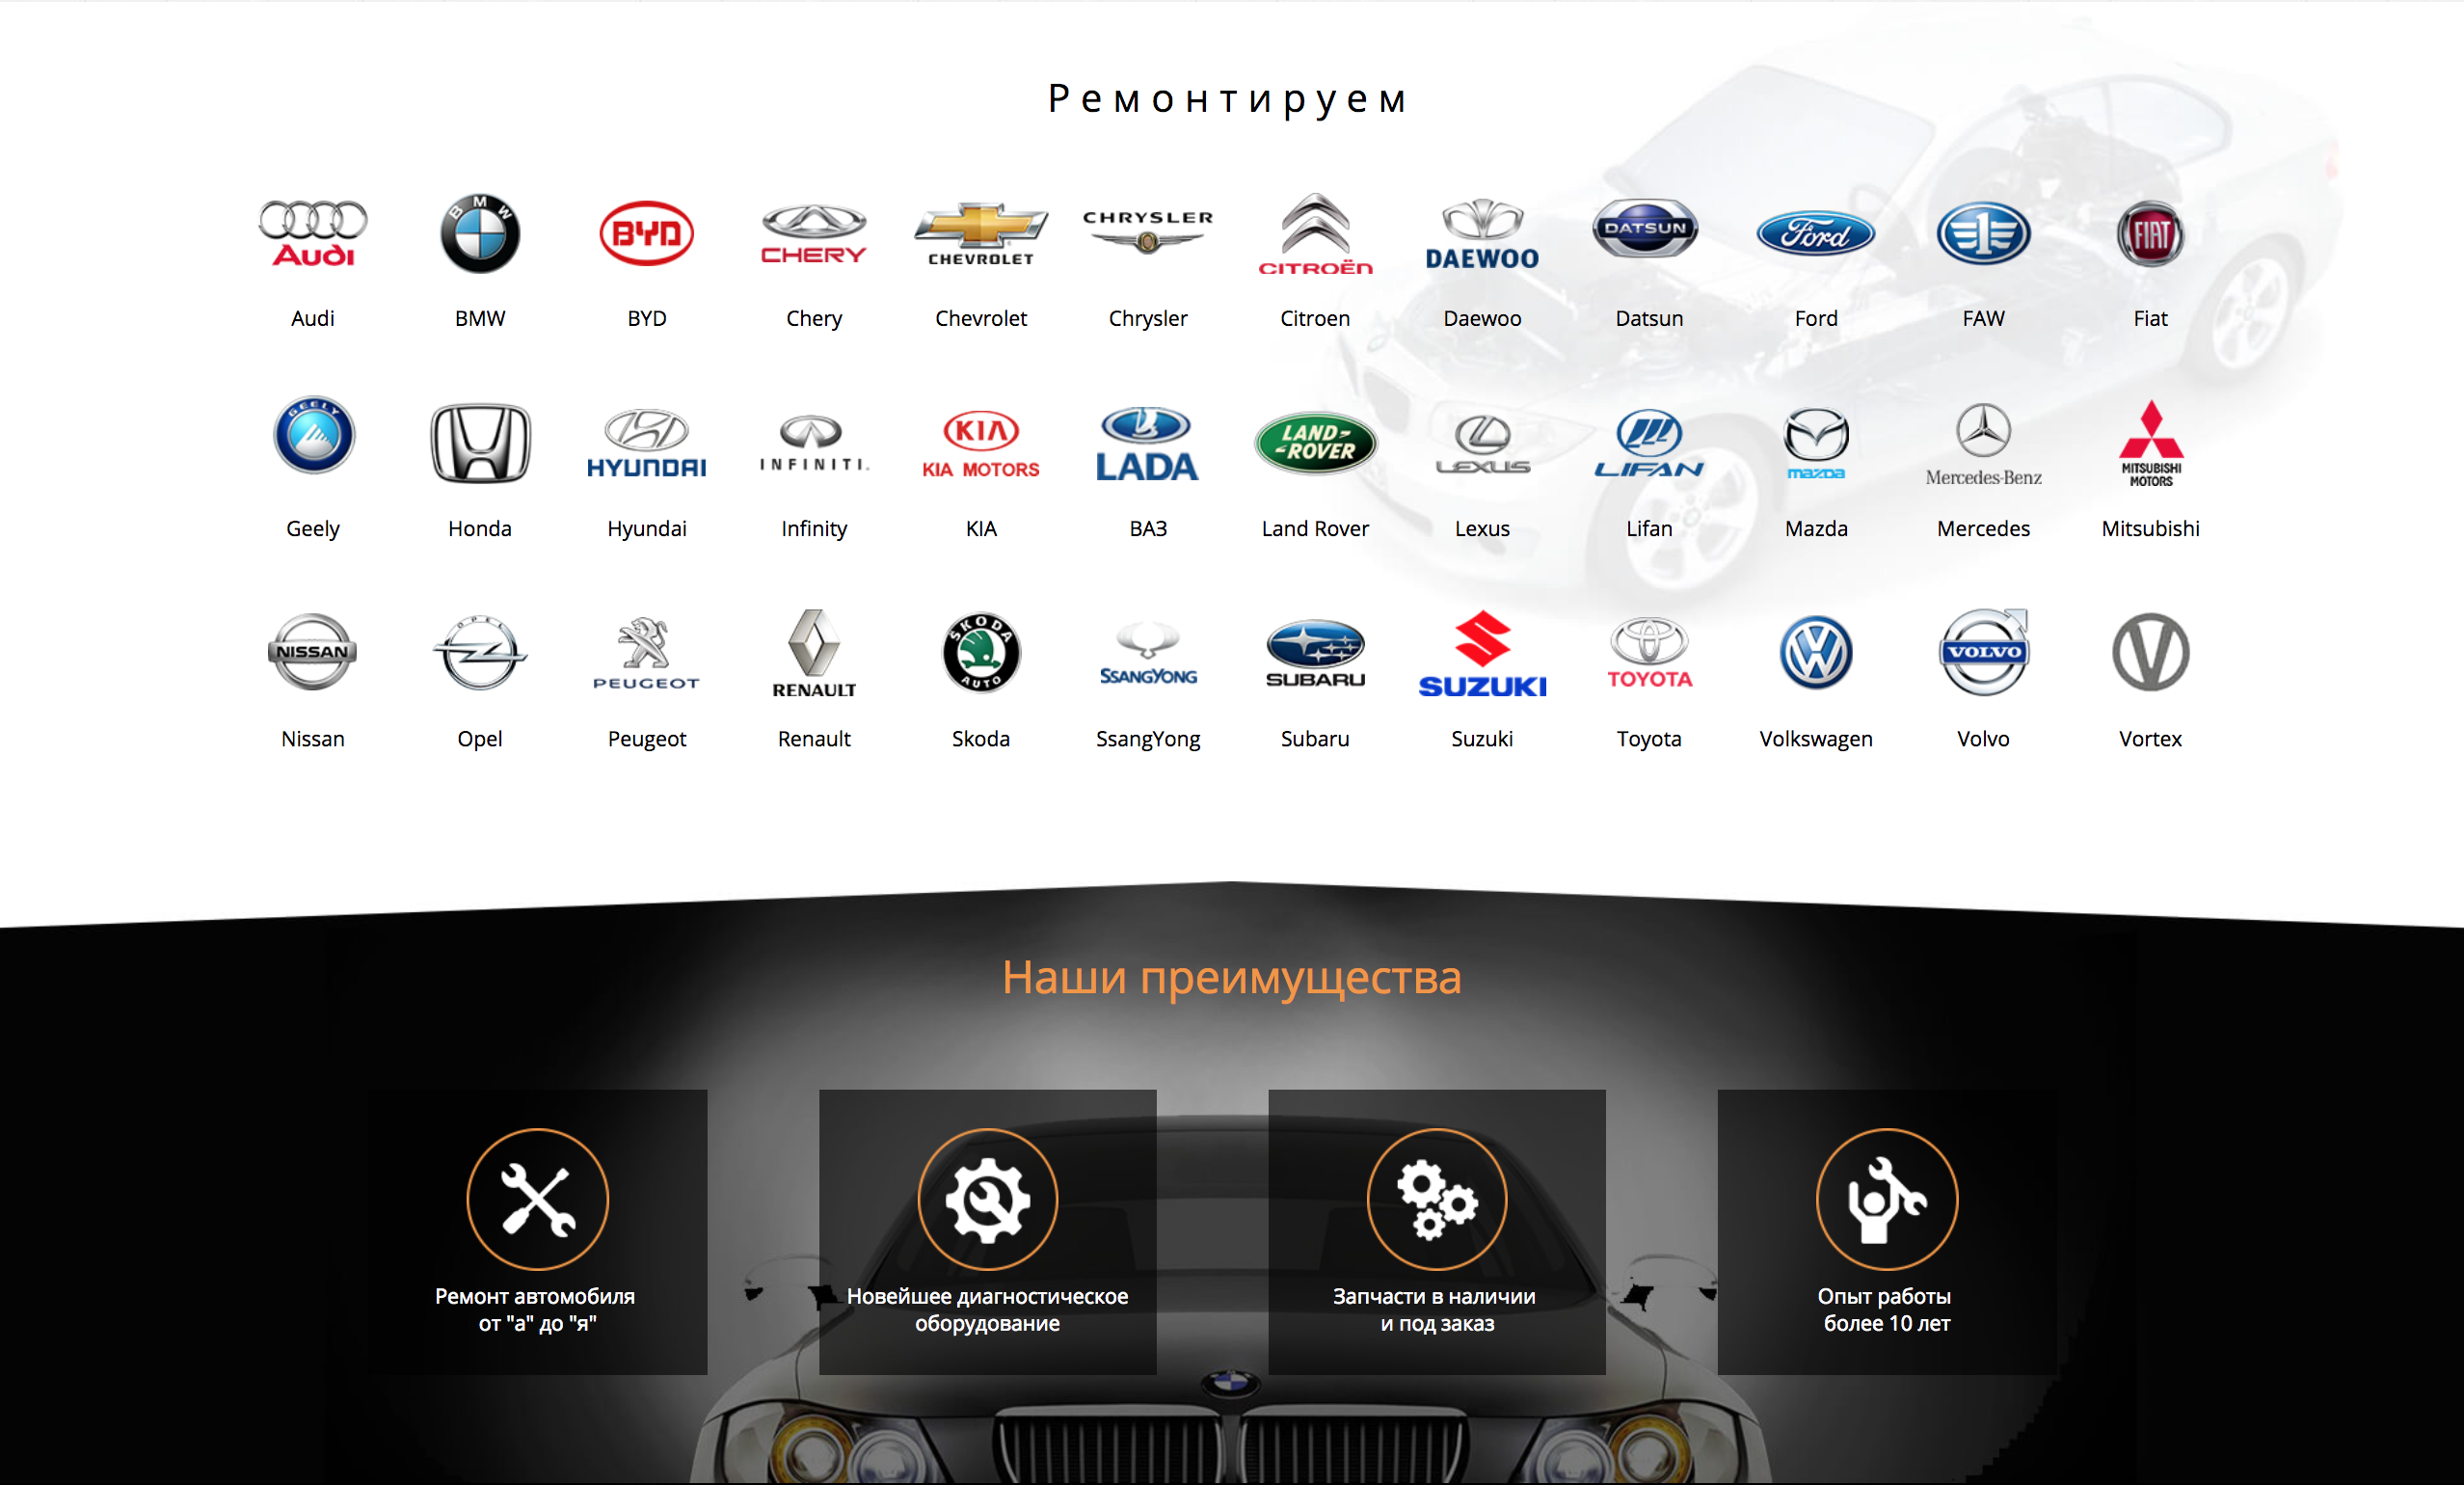 Ремонтируем
Audi
BMW
BYD
CHERY
CHEVROLET
CHRYSLER
CITROËN
DAEWOO
DATSUN
Ford
1
FIAT
Audi
BMW
BYD
Chery
Chevrolet
Chrysler
Citroen
Daewoo
Datsun
Ford
FAW
Fiat
GEELY
HYUNDAI
INFINITI.
KIA
KIA MOTORS
LADA
LAND-
-ROVER
LEXUS
LIFAN
mazda
Mercedes-Benz
MITSUBISHI
MOTORS
Geely
Honda
Hyundai
Infinity
KIA
ВАЗ
Land Rover
Lexus
Lifan
Mazda
Mercedes
Mitsubishi
NISSAN
OPEL
PEUGEOT
RENAULT
SKODA
AUTO
SSANGYONG
SUBARU
SUZUKI
TOYOTA
VW
VOLVO
V
Nissan
Opel
Peugeot
Renault
Skoda
SsangYong
Subaru
Suzuki
Toyota
Volkswagen
Volvo
Vortex
Наши преимущества
Ремонт автомобиля
от "а" до "я"
Новейшее диагностическое
оборудование
Запчасти в наличии
и под заказ
Опыт работы
более 10 лет